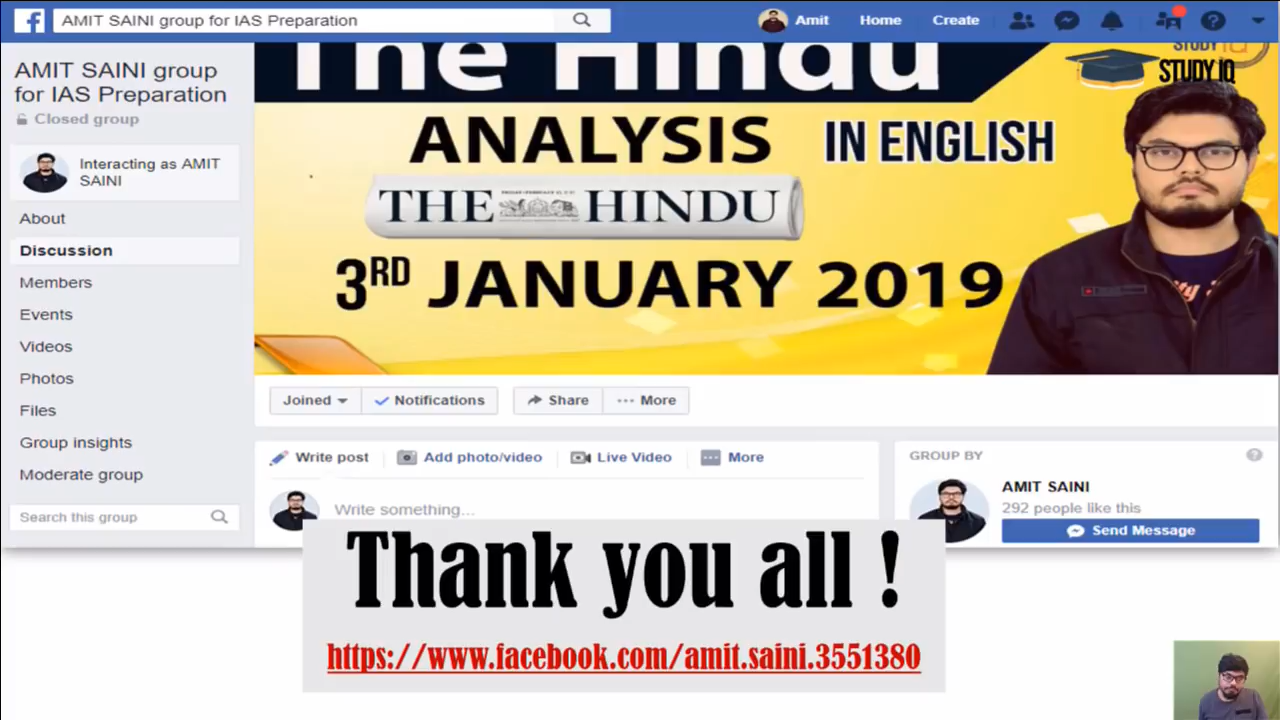 AMIT SAINI group for IAS Preparation
Amit
Home
Create
AMIT SAINI group
for IAS Preparation
Closed group
Interacting as AMIT
SAINI
About
Discussion
Members
Events
Videos
Photos
Files
Group insights
Moderate group
Search this group
The Hindu
STUDY IQ
STUDY IQ
ANALYSIS
IN ENGLISH
THE HINDU
3RD JANUARY 2019
Joined
Notifications
Share
More
Write post
Add photo/video
Live Video
More
Write something...
GROUP BY
AMIT SAINI
292 people like this
Send Message
Thank you all !
https://www.facebook.com/amit.saini.3551380